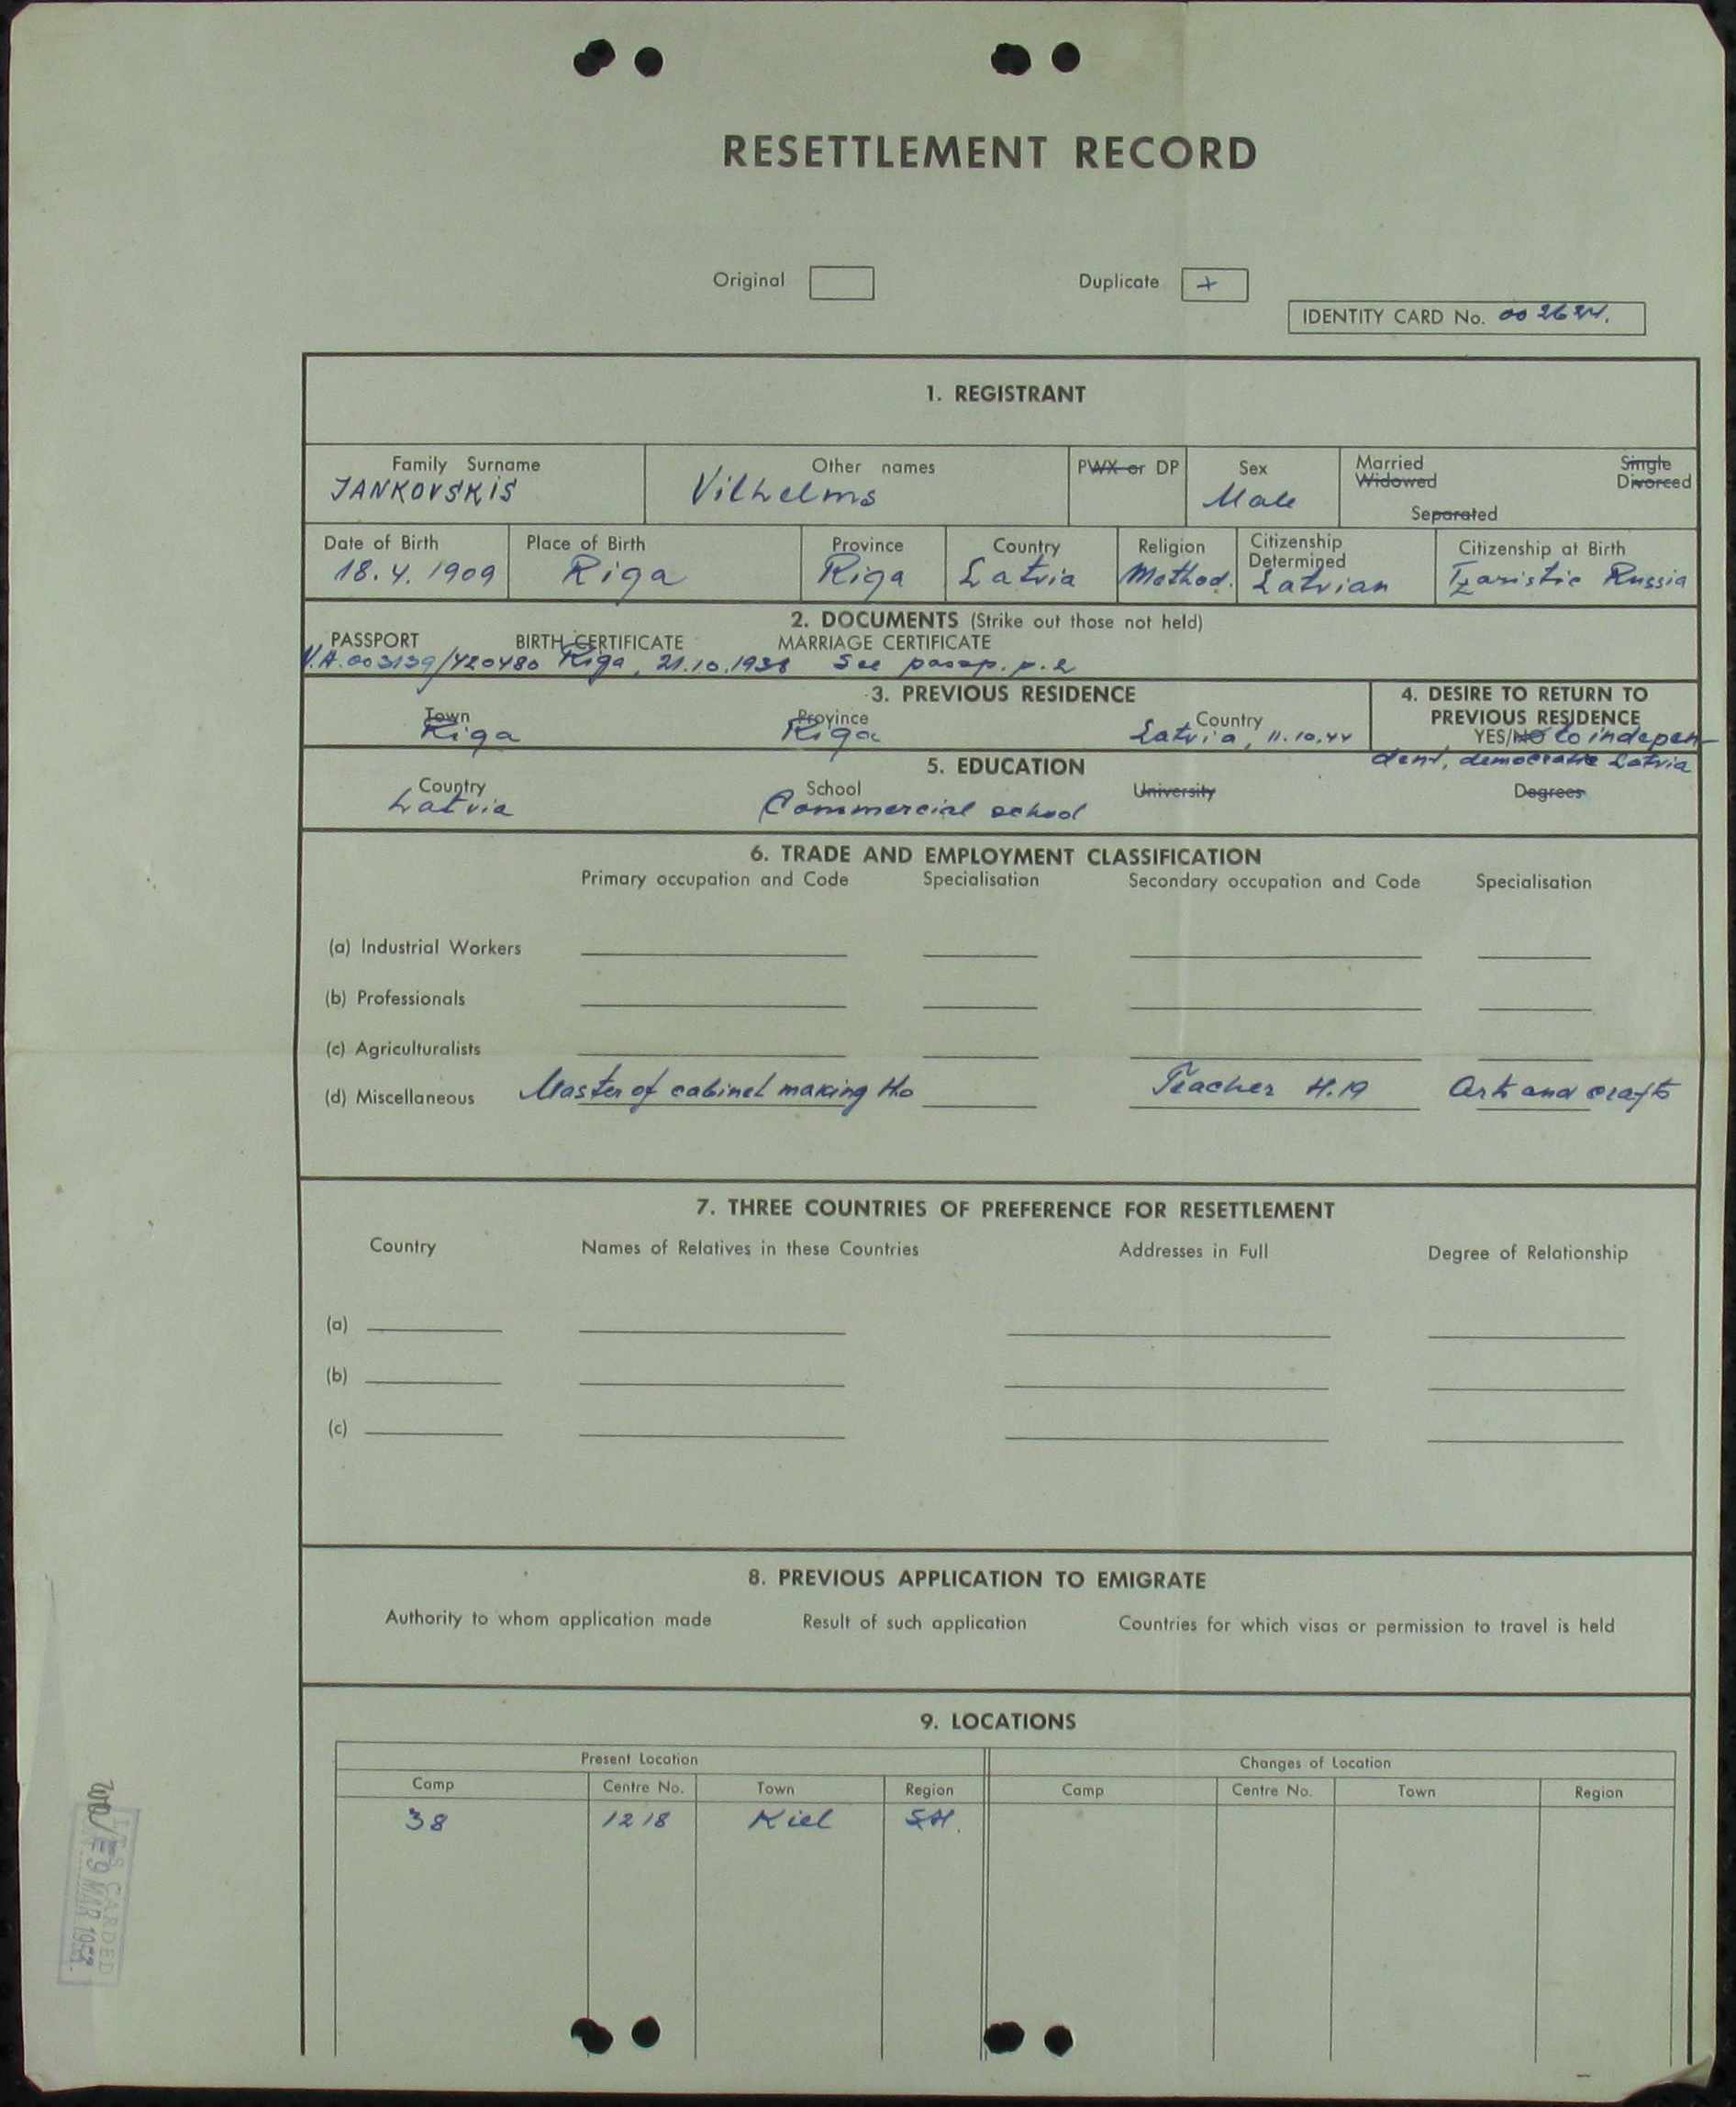 RESETTLEMENT RECORD
Original Duplicate +
IDENTITY CARD No. 002624.
1. REGISTRANT
Family Surname Other names PWX or DP Sex Married Single
Widowed Divorced
JANKOVSKIS Vilhelms Male
Separated
Date of Birth Place of Birth Province Country Religion Citizenship Determined Citizenship at Birth
18.4.1909 Riga Riga Latvia Method. Latvian Tzaristic Russia
2. DOCUMENTS (Strike out those not held)
PASSPORT BIRTH CERTIFICATE MARRIAGE CERTIFICATE
V.A.003139/420480 Riga, 21.10.1938 See passp. p. 2
3. PREVIOUS RESIDENCE
Town Province Country
Riga Riga Latvia, 11.10.44
4. DESIRE TO RETURN TO
PREVIOUS RESIDENCE
YES/NO to indepen-
dent, democratic Latvia
5. EDUCATION
Country School University Degrees
Latvia Commercial school
6. TRADE AND EMPLOYMENT CLASSIFICATION
Primary occupation and Code Specialisation Secondary occupation and Code Specialisation
(a) Industrial Workers
(b) Professionals
(c) Agriculturalists
(d) Miscellaneous Master of cabinet making Teacher H.19 Art and crafts
7. THREE COUNTRIES OF PREFERENCE FOR RESETTLEMENT
Country Names of Relatives in these Countries Addresses in Full Degree of Relationship
(a)
(b)
(c)
8. PREVIOUS APPLICATION TO EMIGRATE
Authority to whom application made Result of such application Countries for which visas or permission to travel is held
9. LOCATIONS
Present Location Changes of Location
Camp Centre No. Town Region Camp Centre No. Town Region
38 1218 Kiel S.H.
I.T.S CARDED
9 MAR 1952